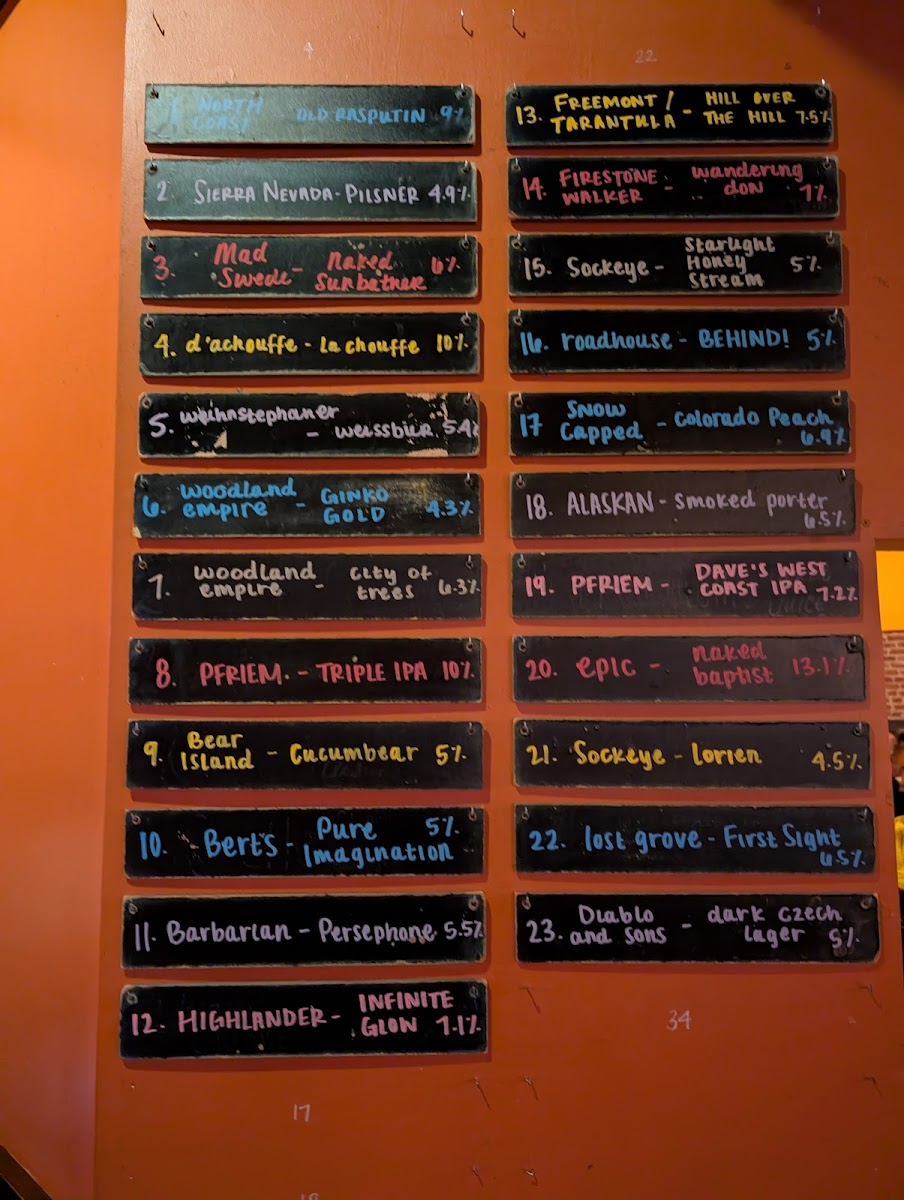 4
1 NORTH COAST - OLD RASPUTIN 9%
2. SIERRA NEVADA - PILSNER 4.9%
3. Mad Swede - naked sunbather 6%
4. d'achouffe - La chouffe 10%
5. weihnstephaner - weissbier 5.4%
6. woodland empire - GINKO GOLD 4.3%
7. woodland empire - city of trees 6.3%
8. PFRIEM. - TRIPLE IPA 10%
9. Bear Island - Cucumbear 5%
10. Bert's - Pure Imagination 5%
11. Barbarian - Persephone 5.5%
12. HIGHLANDER - INFINITE GLOW 7.1%
17
22
13. FREEMONT / TARANTULA - HILL OVER THE HILL 7.5%
14. FIRESTONE WALKER - wandering don 7%
15. Sockeye - Starlight Honey Stream 5%
16. roadhouse - BEHIND! 5%
17 SNOW Capped - Colorado Peach 6.9%
18. ALASKAN - smoked porter 6.5%
19. PFRIEM - DAVE'S WEST COAST IPA 7.2%
20. epic - naked baptist 13.1%
21. Sockeye - Lorien 4.5%
22. lost grove - First Sight 6.5%
23. Diablo and sons - dark czech lager 5%
34